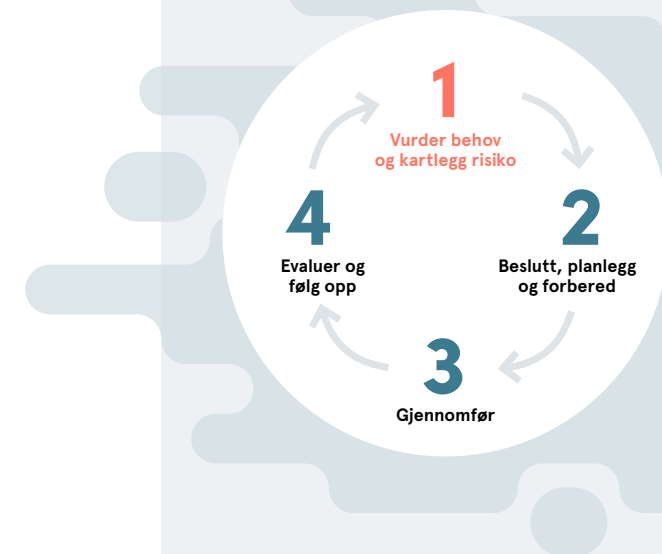 1
Vurder behov
og kartlegg risiko
2
Beslutt, planlegg
og forbered
3
Gjennomfør
4
Evaluer og
følg opp